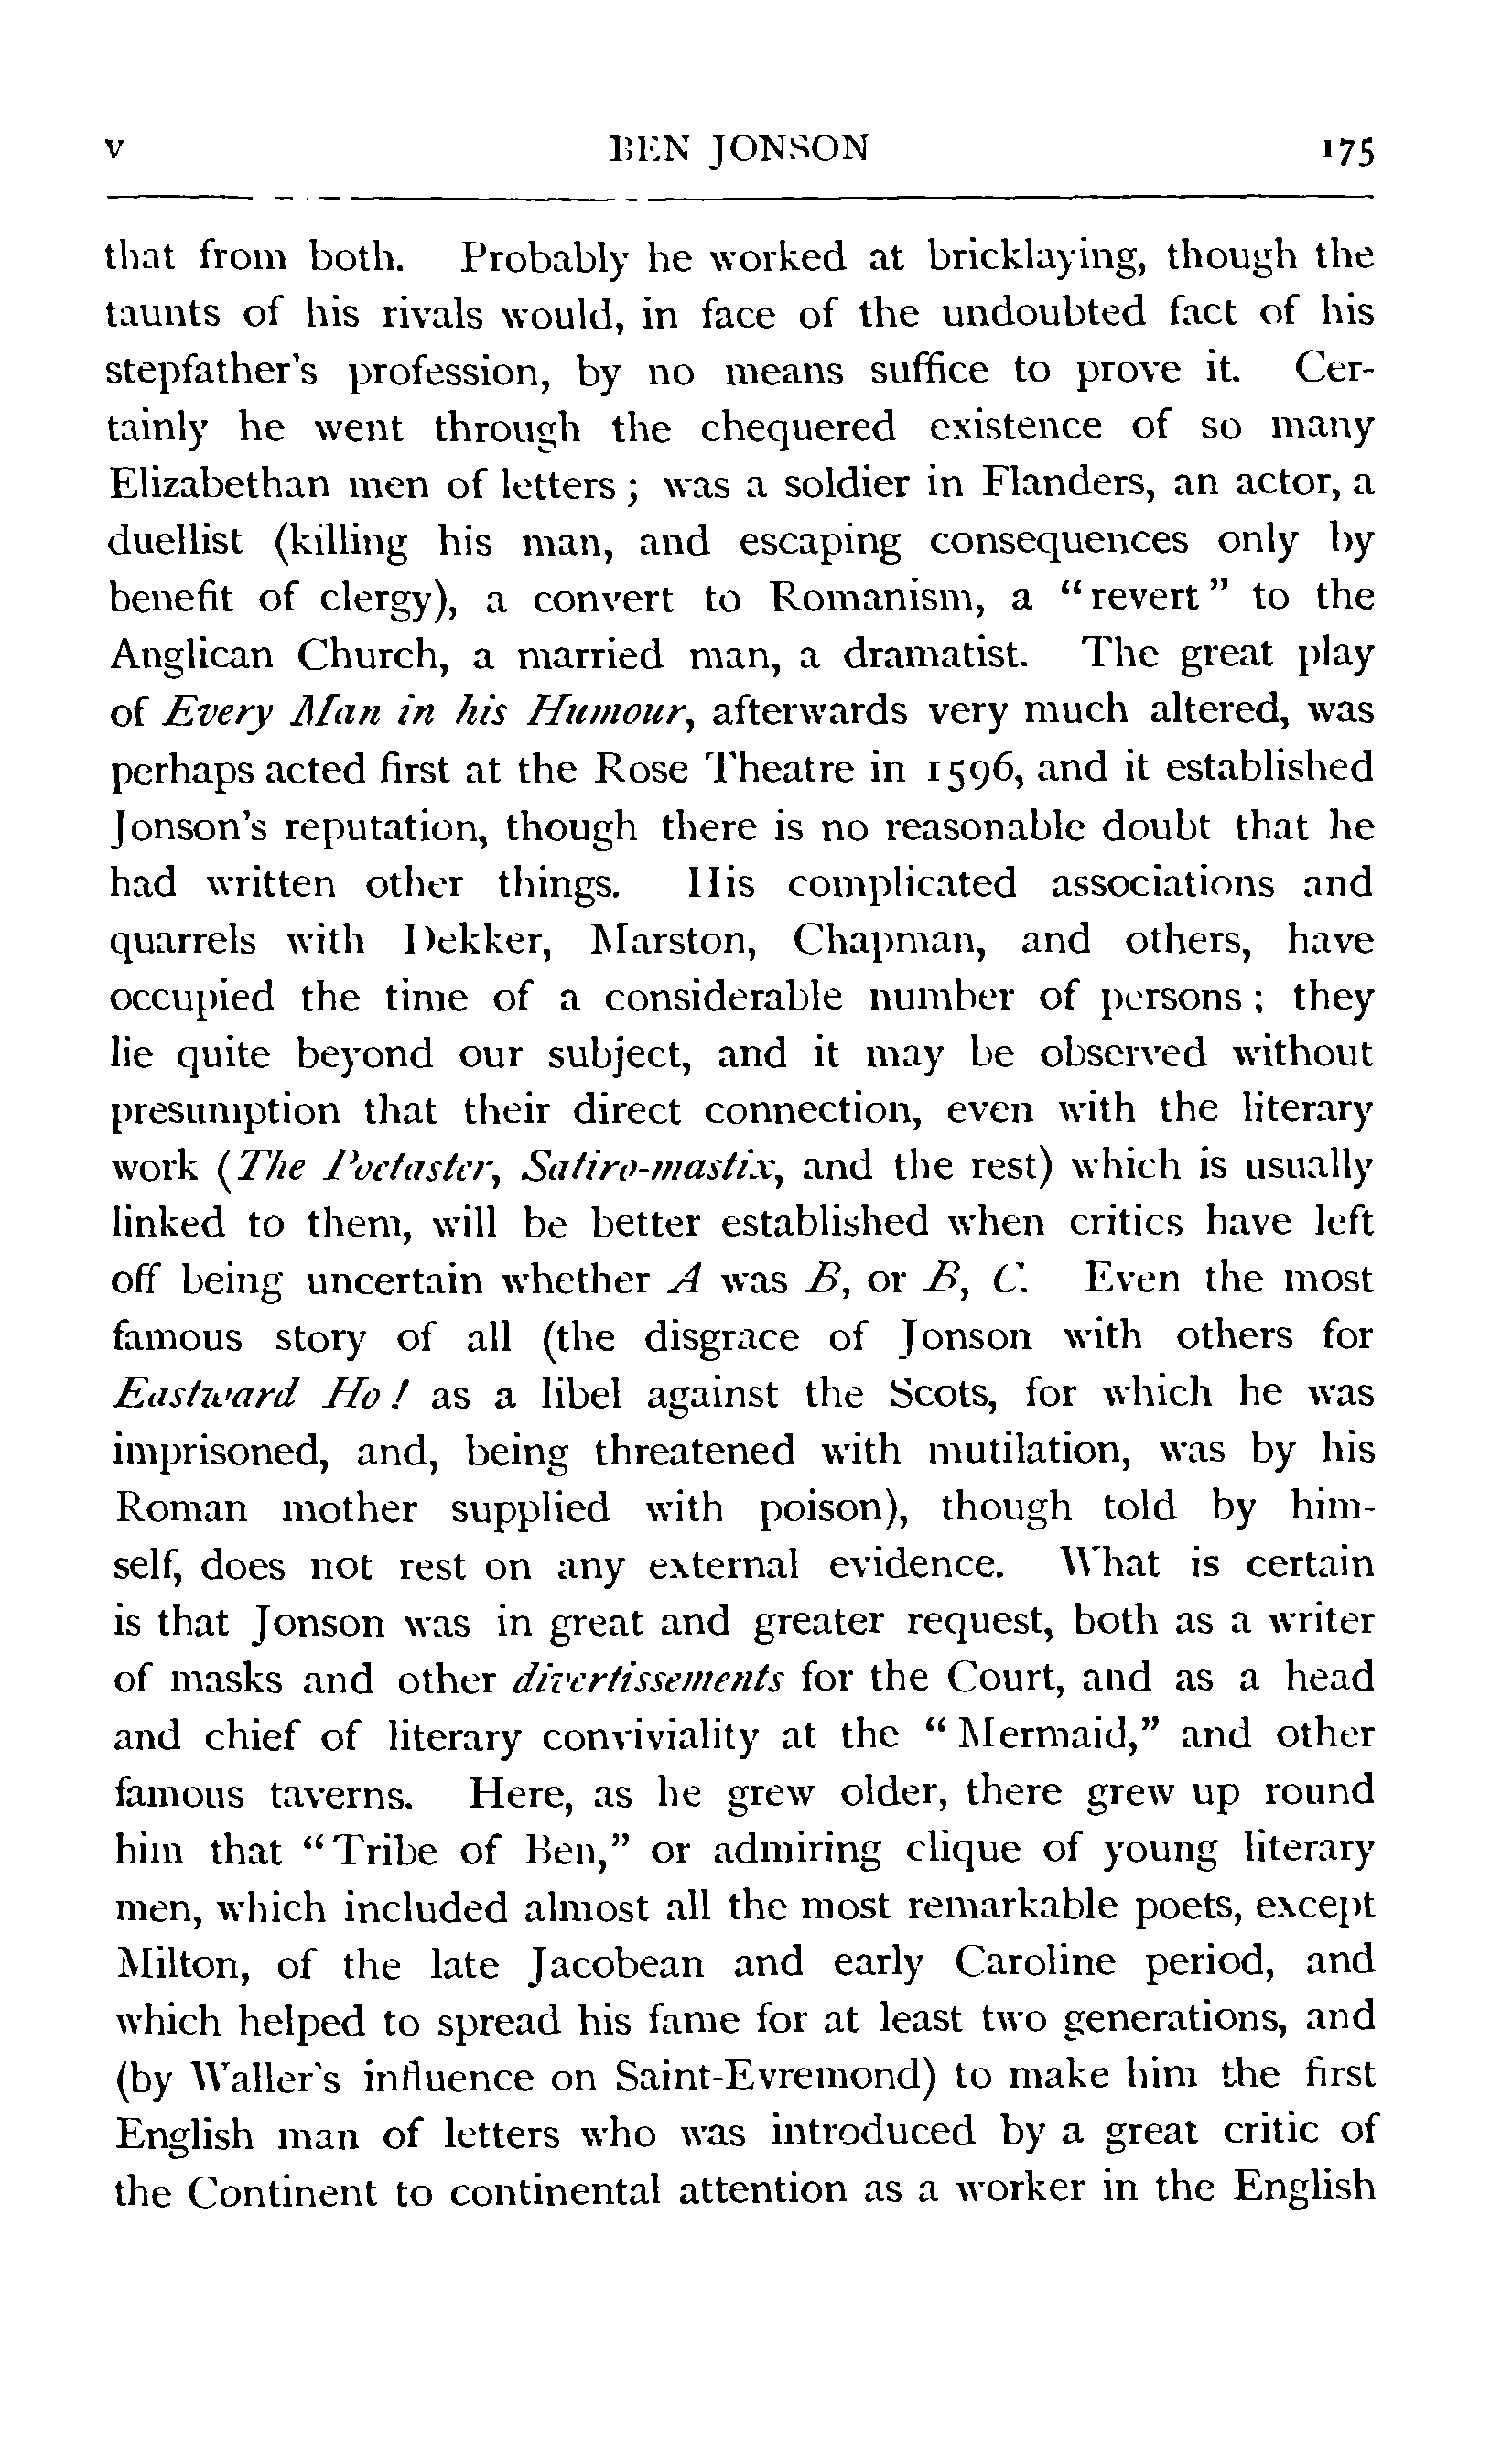 v BEN JONSON 175
that from both. Probably he worked at bricklaying, though the
taunts of his rivals would, in face of the undoubted fact of his
stepfather's profession, by no means suffice to prove it. Cer-
tainly he went through the chequered existence of so many
Elizabethan men of letters ; was a soldier in Flanders, an actor, a
duellist (killing his man, and escaping consequences only by
benefit of clergy), a convert to Romanism, a “revert” to the
Anglican Church, a married man, a dramatist. The great play
of Every Man in his Humour, afterwards very much altered, was
perhaps acted first at the Rose Theatre in 1596, and it established
Jonson's reputation, though there is no reasonable doubt that he
had written other things. His complicated associations and
quarrels with Dekker, Marston, Chapman, and others, have
occupied the time of a considerable number of persons ; they
lie quite beyond our subject, and it may be observed without
presumption that their direct connection, even with the literary
work (The Poetaster, Satiro-mastix, and the rest) which is usually
linked to them, will be better established when critics have left
off being uncertain whether A was B, or B, C. Even the most
famous story of all (the disgrace of Jonson with others for
Eastward Ho ! as a libel against the Scots, for which he was
imprisoned, and, being threatened with mutilation, was by his
Roman mother supplied with poison), though told by him-
self, does not rest on any external evidence. What is certain
is that Jonson was in great and greater request, both as a writer
of masks and other divertissements for the Court, and as a head
and chief of literary conviviality at the “Mermaid,” and other
famous taverns. Here, as he grew older, there grew up round
him that “Tribe of Ben,” or admiring clique of young literary
men, which included almost all the most remarkable poets, except
Milton, of the late Jacobean and early Caroline period, and
which helped to spread his fame for at least two generations, and
(by Waller's influence on Saint-Evremond) to make him the first
English man of letters who was introduced by a great critic of
the Continent to continental attention as a worker in the English